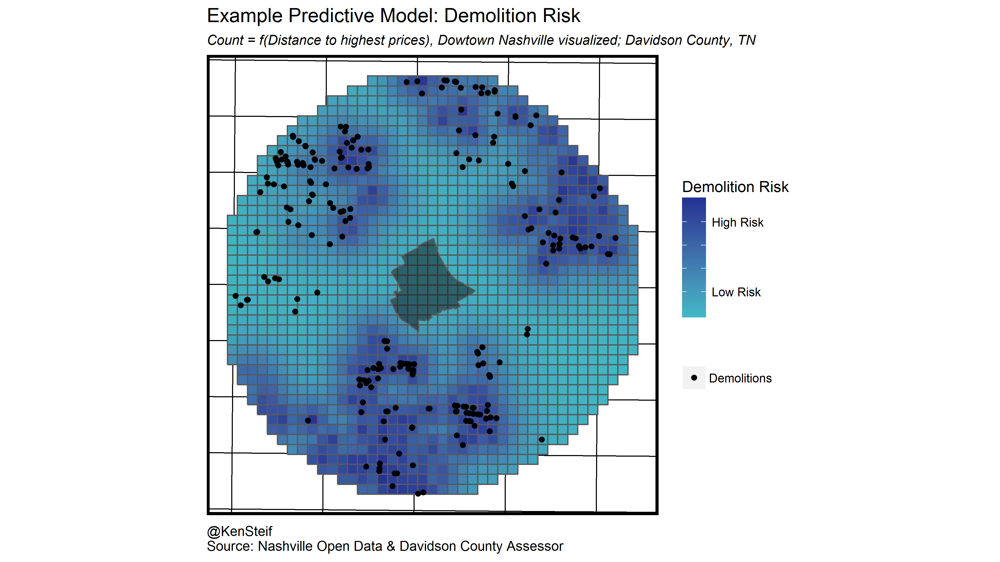 Example Predictive Model: Demolition Risk
Count = f(Distance to highest prices), Dowtown Nashville visualized; Davidson County, TN
Demolition Risk
High Risk
Low Risk
Demolitions
@KenSteif
Source: Nashville Open Data & Davidson County Assessor